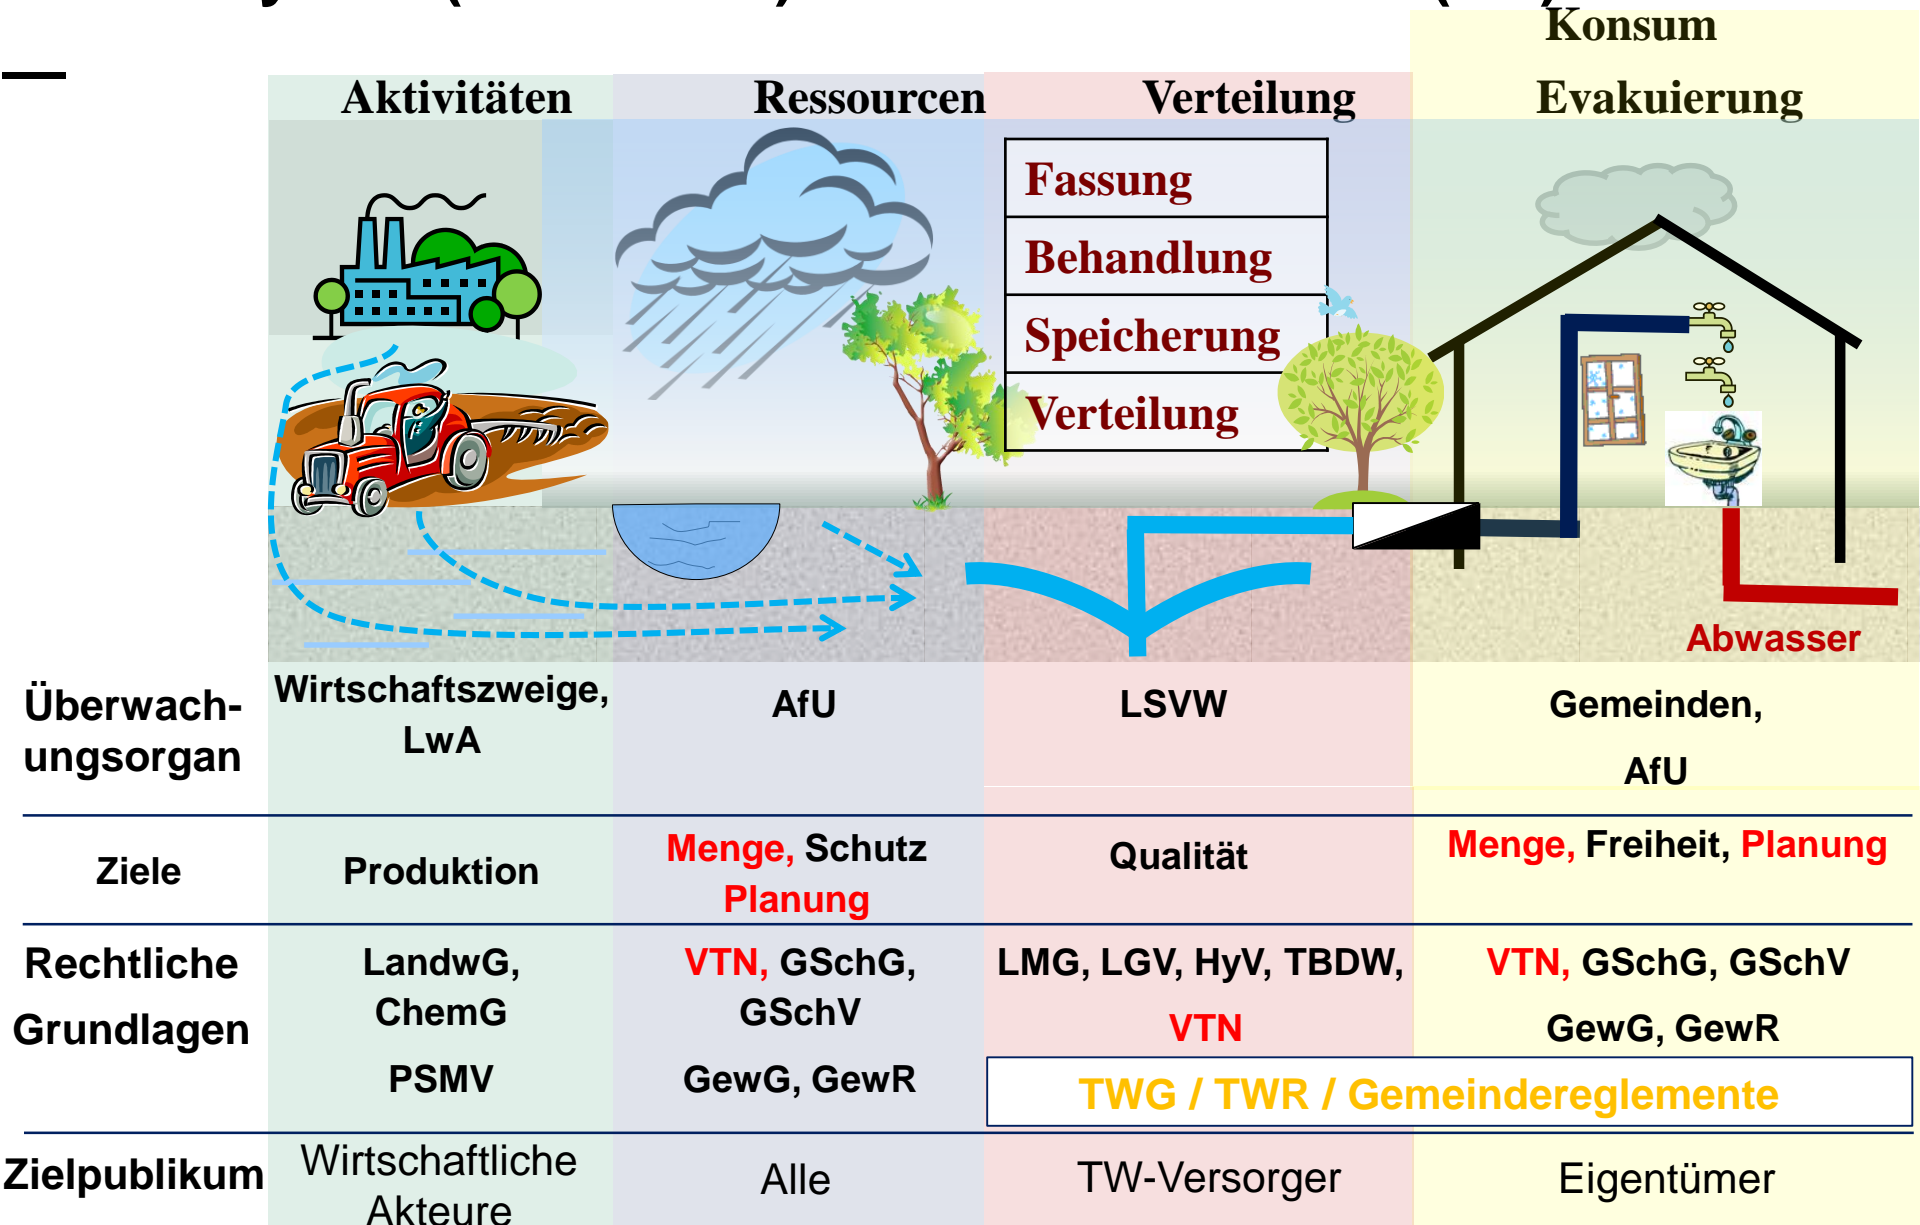 Konsum
Aktivitäten
Ressourcen
Verteilung
Evakuierung
Fassung
Behandlung
Speicherung
Verteilung
Abwasser
Überwach-
ungsorgan
Wirtschaftszweige,
LwA
AfU
LSVW
Gemeinden,
AfU
Ziele
Produktion
Menge, Schutz
Planung
Qualität
Menge, Freiheit, Planung
Rechtliche
Grundlagen
LandwG,
ChemG
PSMV
VTN, GSchG,
GSchV
GewG, GewR
LMG, LGV, HyV, TBDW,
VTN
VTN, GSchG, GSchV
GewG, GewR
TWG / TWR / Gemeindereglemente
Zielpublikum
Wirtschaftliche
Akteure
Alle
TW-Versorger
Eigentümer